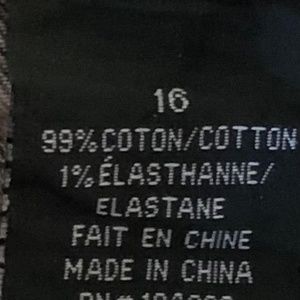 16
99%COTON/COTTON
1%ÉLASTHANNE/
ELASTANE
FAIT EN CHINE
MADE IN CHINA